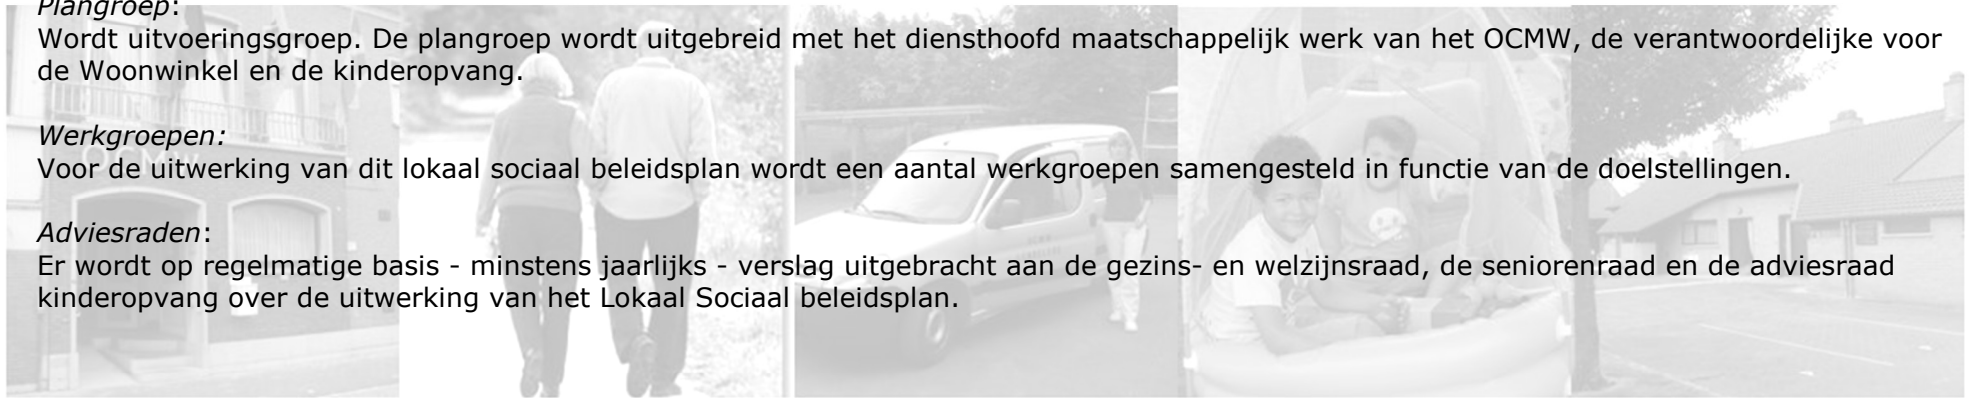 Plangroep:
Wordt uitvoeringsgroep. De plangroep wordt uitgebreid met het diensthoofd maatschappelijk werk van het OCMW, de verantwoordelijke voor
de Woonwinkel en de kinderopvang.
Werkgroepen:
Voor de uitwerking van dit lokaal sociaal beleidsplan wordt een aantal werkgroepen samengesteld in functie van de doelstellingen.
Adviesraden:
Er wordt op regelmatige basis - minstens jaarlijks - verslag uitgebracht aan de gezins- en welzijnsraad, de seniorenraad en de adviesraad
kinderopvang over de uitwerking van het Lokaal Sociaal beleidsplan.
OCMW